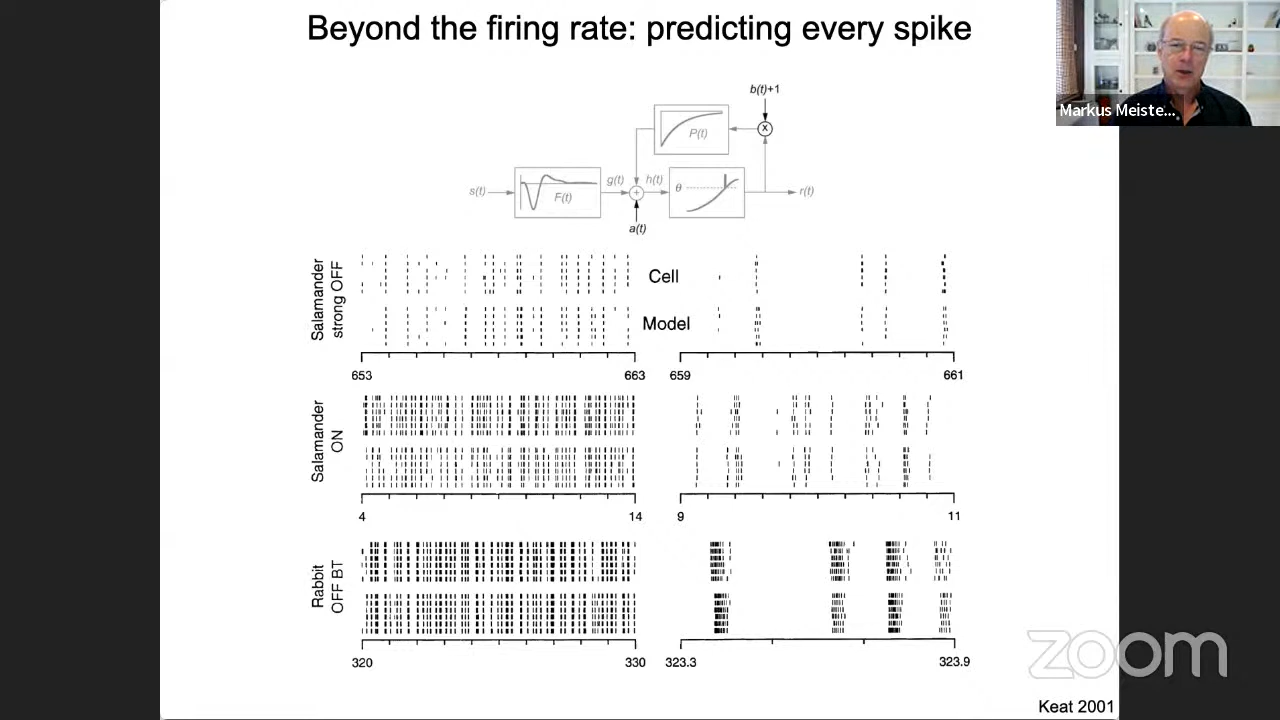 Beyond the firing rate: predicting every spike
Markus Meiste...
b(t)+1
x
P(t)
s(t)
F(t)
g(t)
+
h(t)
θ
r(t)
a(t)
Salamander
strong OFF
Cell
Model
653
663
659
661
Salamander
ON
4
14
9
11
Rabbit
OFF BT
320
330
323.3
323.9
zoom
Keat 2001